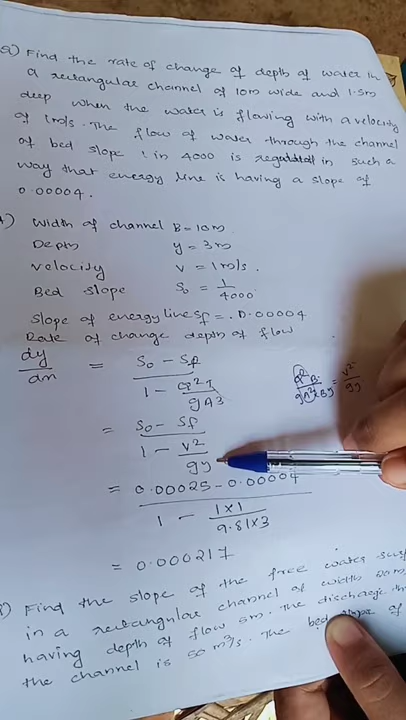 Q) Find the rate of change of depth of water in
a rectangular channel of 10m wide and 1.5m
deep when the water is flowing with a velocity
of 1m/s. The flow of water through the channel
of bed slope 1 in 4000 is regulated in such a
way that energy line is having a slope of
0.00004.
A) Width of channel B = 10m
Depth y = 3m
Velocity v = 1m/s.
Bed slope S₀ = 1/4000
Slope of energy line Sf = .0.00004
Rate of change depth of flow
dy/dx = (S₀ - Sf) / (1 - Q²T/gA³)
= v²/gy
= (S₀ - Sf) / (1 - v²/gy)
= (0.00025 - 0.00004) / (1 - (1×1)/(9.81×3))
= 0.000217
Find the slope of the free water
in a rectangular channel of width
having depth of flow 5m. The discharge
the channel is 50 m³/s. The bed slope of